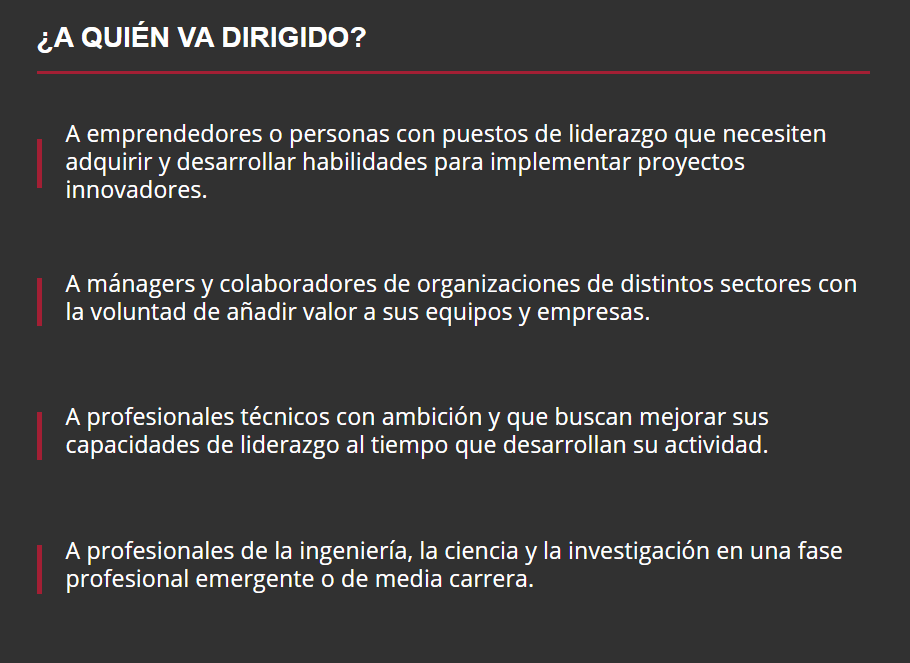 ¿A QUIÉN VA DIRIGIDO?
A emprendedores o personas con puestos de liderazgo que necesiten
adquirir y desarrollar habilidades para implementar proyectos
innovadores.
A mánagers y colaboradores de organizaciones de distintos sectores con
la voluntad de añadir valor a sus equipos y empresas.
A profesionales técnicos con ambición y que buscan mejorar sus
capacidades de liderazgo al tiempo que desarrollan su actividad.
A profesionales de la ingeniería, la ciencia y la investigación en una fase
profesional emergente o de media carrera.